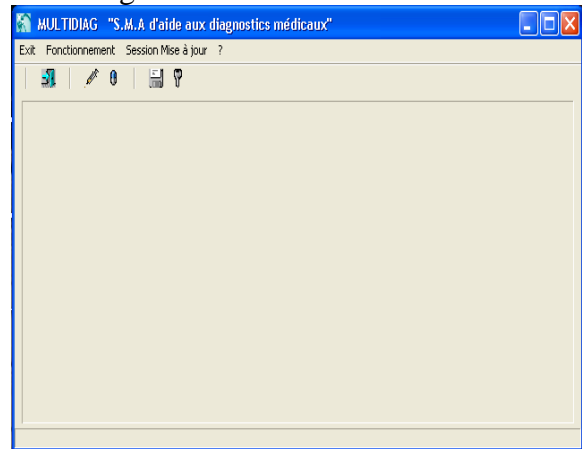 MULTIDIAG "S.M.A d'aide aux diagnostics médicaux"
Exit Fonctionnement Session Mise à jour ?